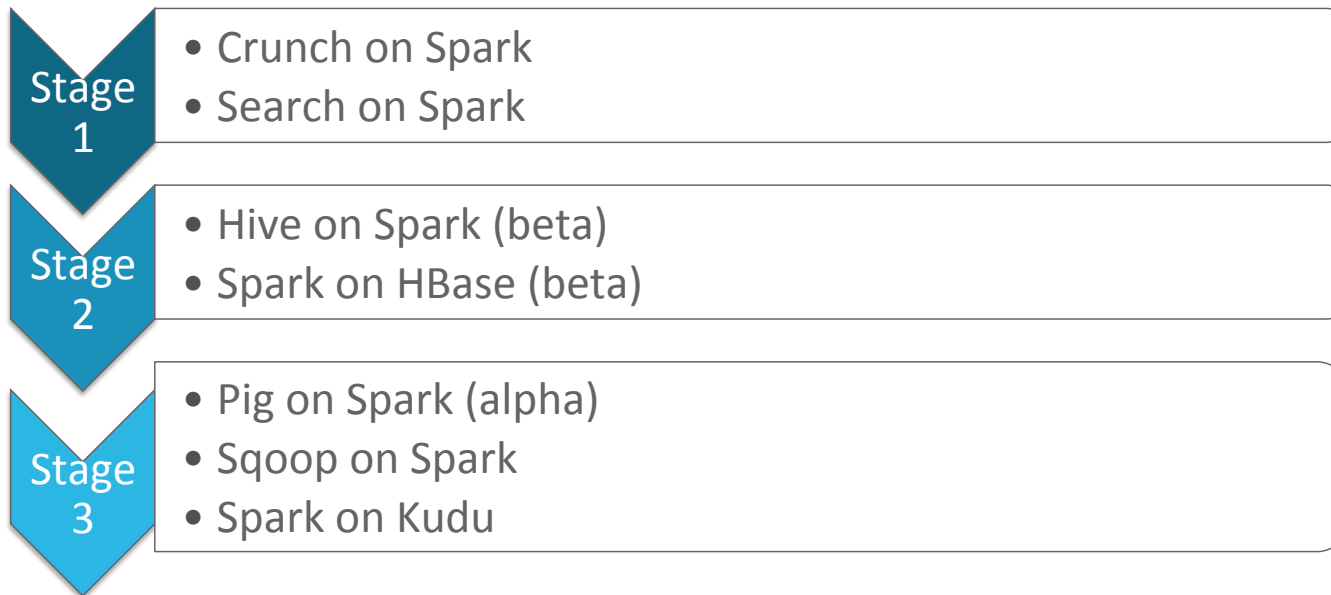 Stage
1
• Crunch on Spark
• Search on Spark
Stage
2
• Hive on Spark (beta)
• Spark on HBase (beta)
Stage
3
• Pig on Spark (alpha)
• Sqoop on Spark
• Spark on Kudu